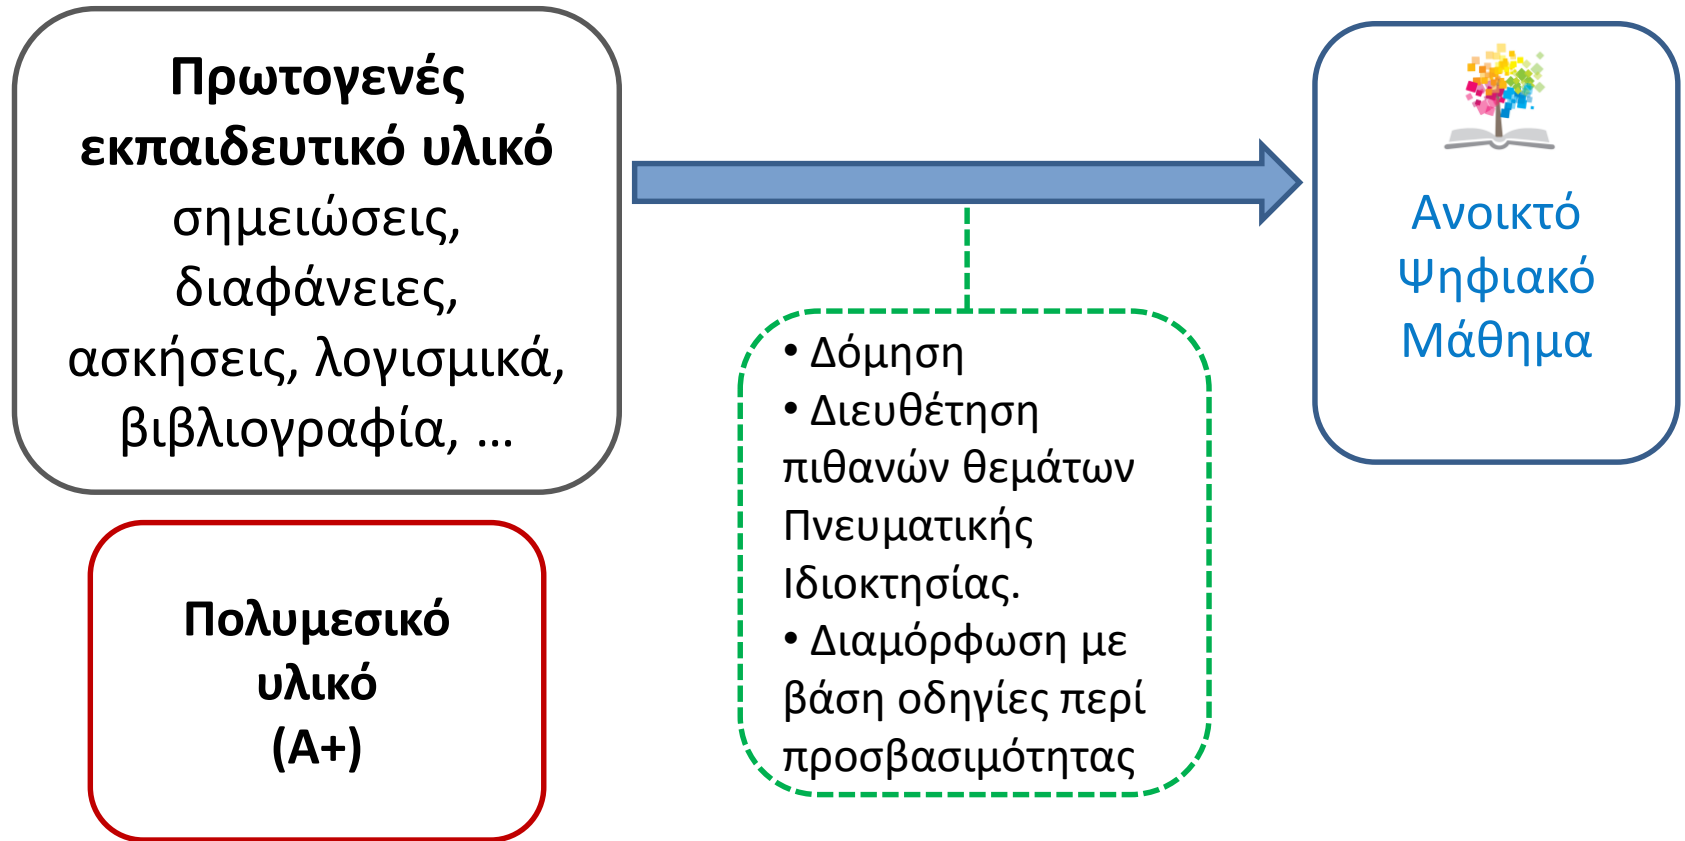 Πρωτογενές
εκπαιδευτικό υλικό
σημειώσεις,
διαφάνειες,
ασκήσεις, λογισμικά,
βιβλιογραφία, …
Πολυμεσικό
υλικό
(Α+)
• Δόμηση
• Διευθέτηση
πιθανών θεμάτων
Πνευματικής
Ιδιοκτησίας.
• Διαμόρφωση με
βάση οδηγίες περί
προσβασιμότητας
Ανοικτό
Ψηφιακό
Μάθημα